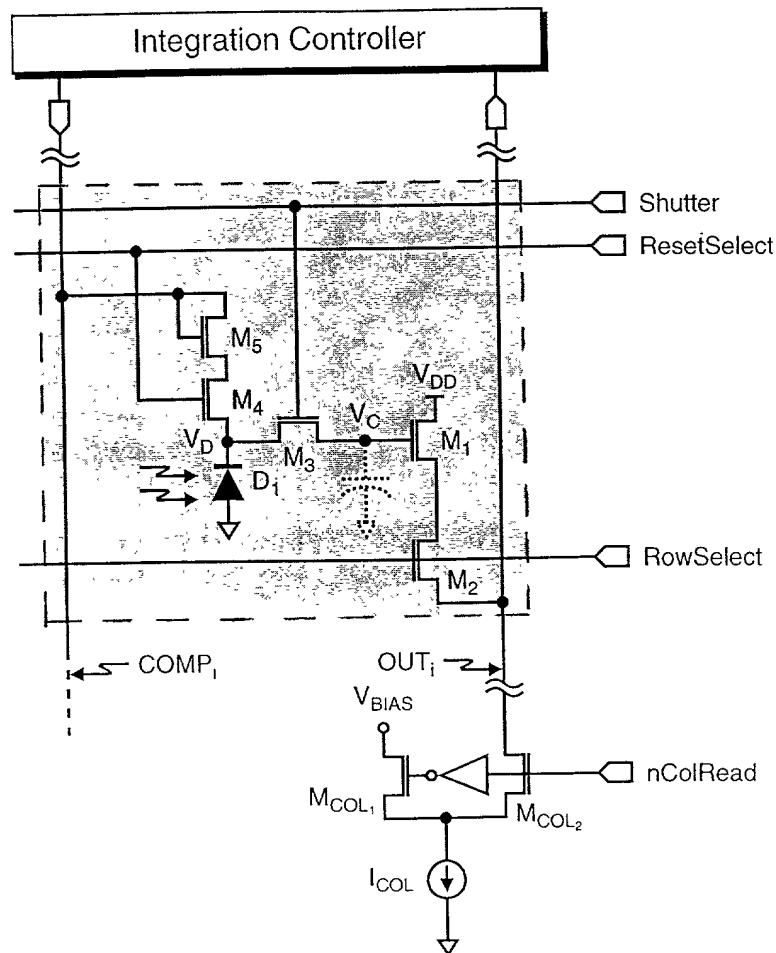 Integration Controller
Shutter
ResetSelect
M5
VDD
M4
VC
VD
M1
M3
Di
RowSelect
M2
COMPI
OUTi
VBIAS
nColRead
MCOL1
MCOL2
ICOL